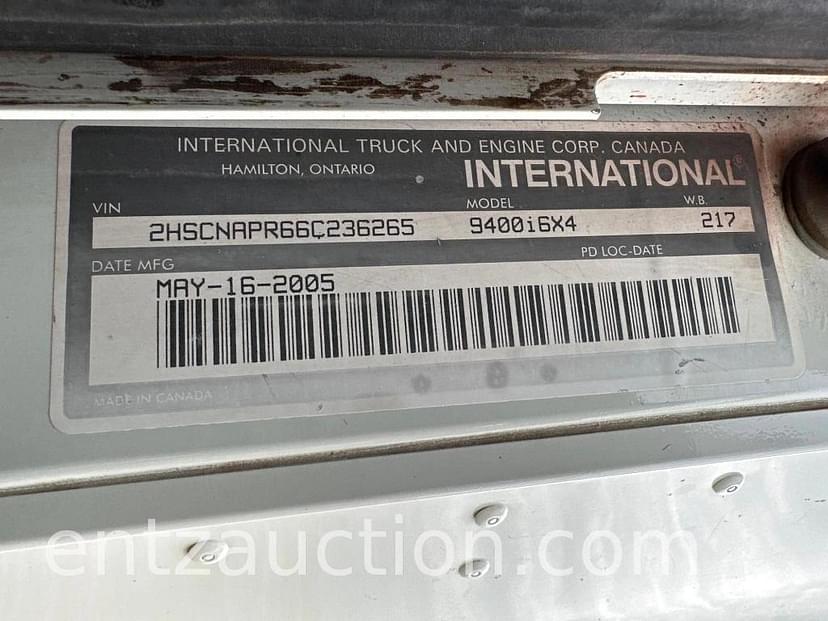 INTERNATIONAL TRUCK AND ENGINE CORP. CANADA
HAMILTON, ONTARIO INTERNATIONAL®
VIN MODEL W.B.
2HSCNAPR66C236265 9400i6X4 217
DATE MFG PD LOC-DATE
MAY-16-2005
MADE IN CANADA
entzauction.com